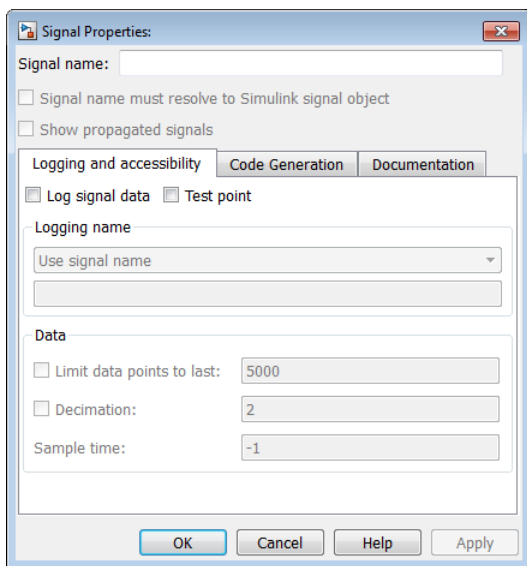 Signal Properties:
Signal name:
Signal name must resolve to Simulink signal object
Show propagated signals
Logging and accessibility Code Generation Documentation
Log signal data Test point
Logging name
Use signal name
Data
Limit data points to last: 5000
Decimation: 2
Sample time: -1
OK Cancel Help Apply